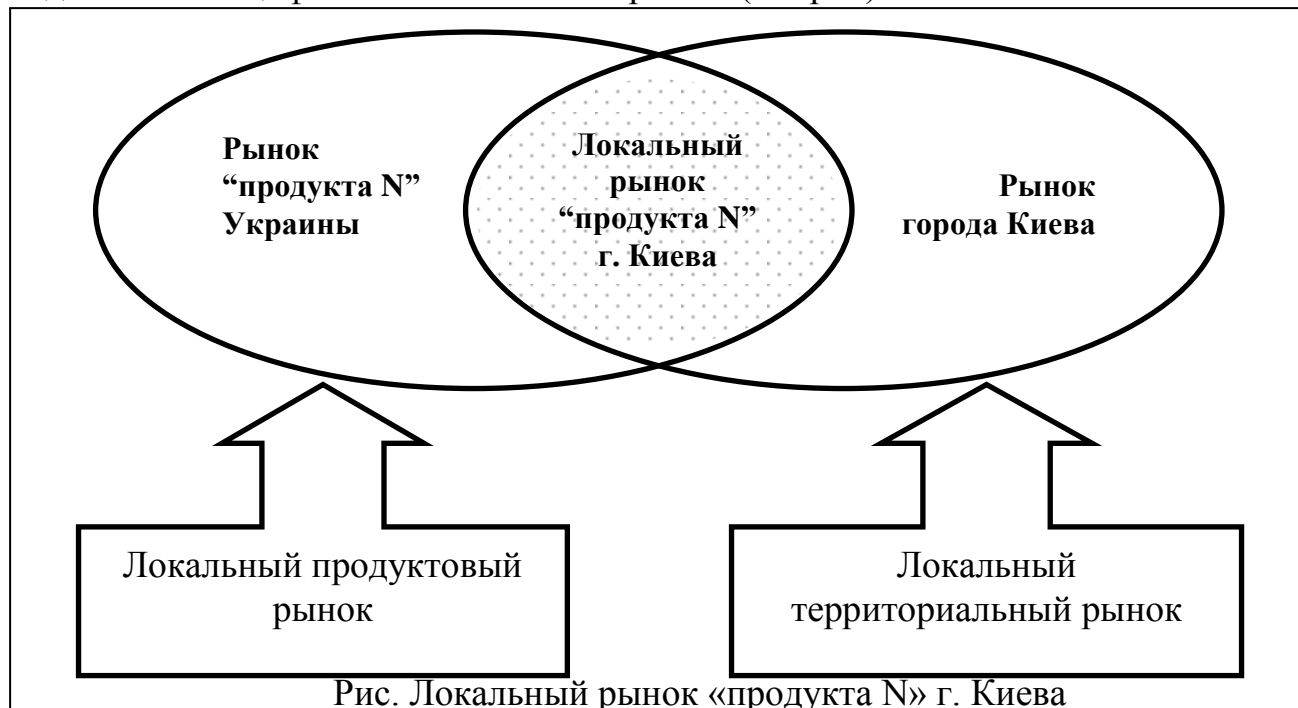 Рынок
“продукта N”
Украины
Локальный
рынок
“продукта N”
г. Киева
Рынок
города Киева
Локальный продуктовый
рынок
Локальный
территориальный рынок
Рис. Локальный рынок «продукта N» г. Киева